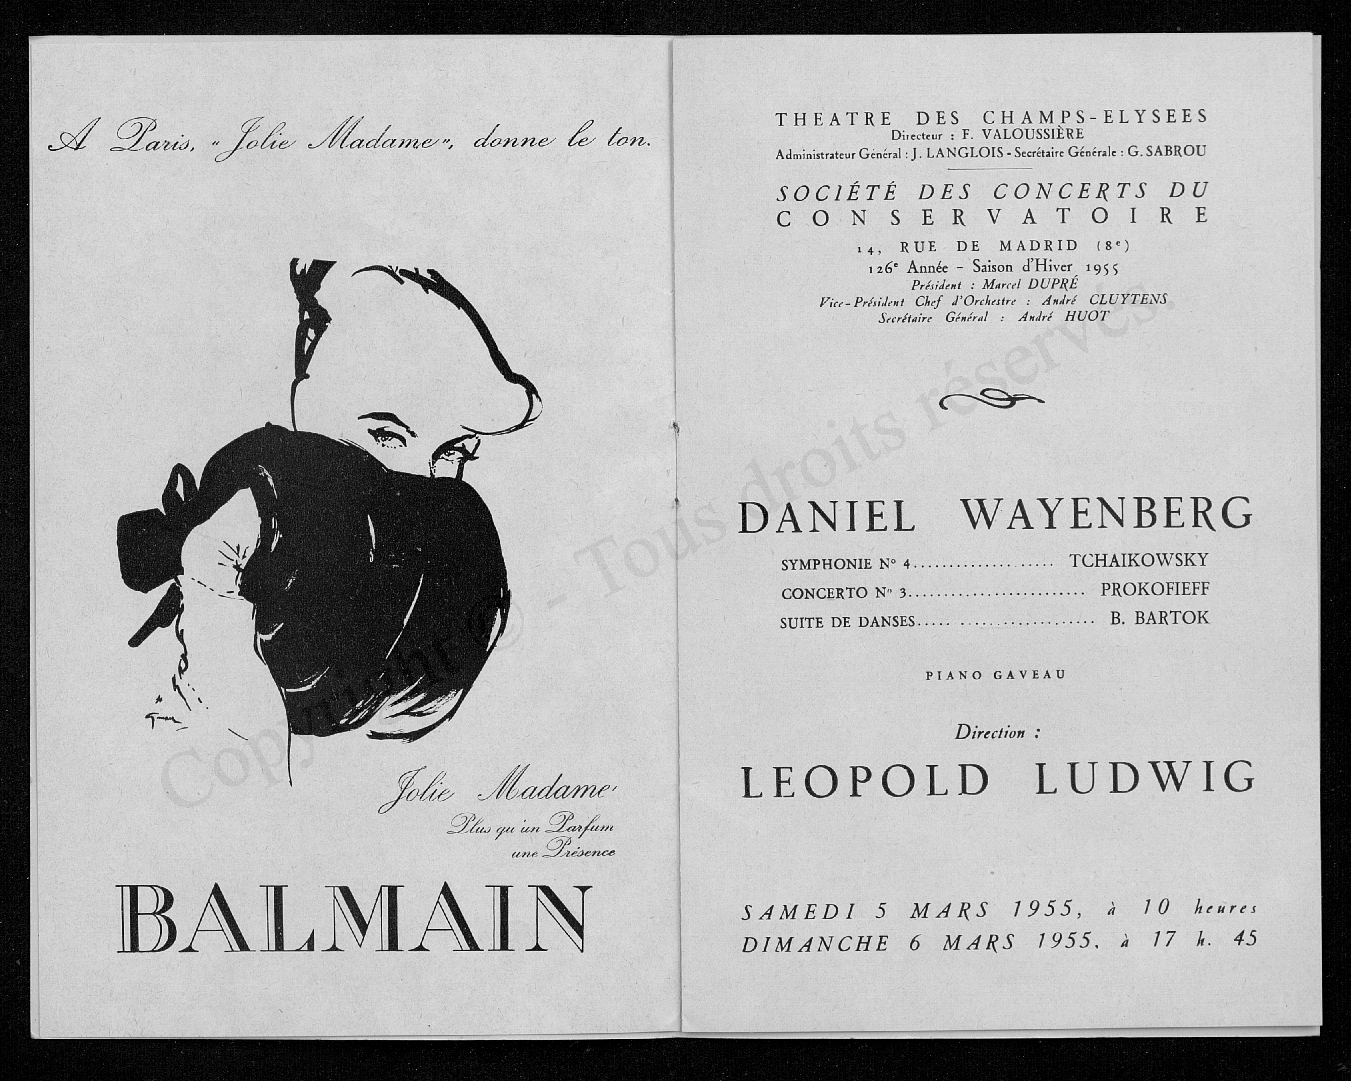 A Paris, "Jolie Madame", donne le ton.
Gruau
Jolie Madame
Plus qu'un Parfum
une Présence
BALMAIN
THEATRE DES CHAMPS-ELYSEES
Directeur : F. VALOUSSIÈRE
Administrateur Général : J. LANGLOIS - Secrétaire Générale : G. SABROU
SOCIÉTÉ DES CONCERTS DU
CONSERVATOIRE
14, RUE DE MADRID (8e)
126e Année - Saison d'Hiver 1955
Président : Marcel DUPRÉ
Vice-Président Chef d'Orchestre : André CLUYTENS
Secrétaire Général : André HUOT
DANIEL WAYENBERG
SYMPHONIE No 4.................... TCHAIKOWSKY
CONCERTO No 3......................... PROKOFIEFF
SUITE DE DANSES..... .................... B. BARTOK
PIANO GAVEAU
Direction :
LEOPOLD LUDWIG
SAMEDI 5 MARS 1955, à 10 heures
DIMANCHE 6 MARS 1955, à 17 h. 45
Copyright © - Tous droits réservés.